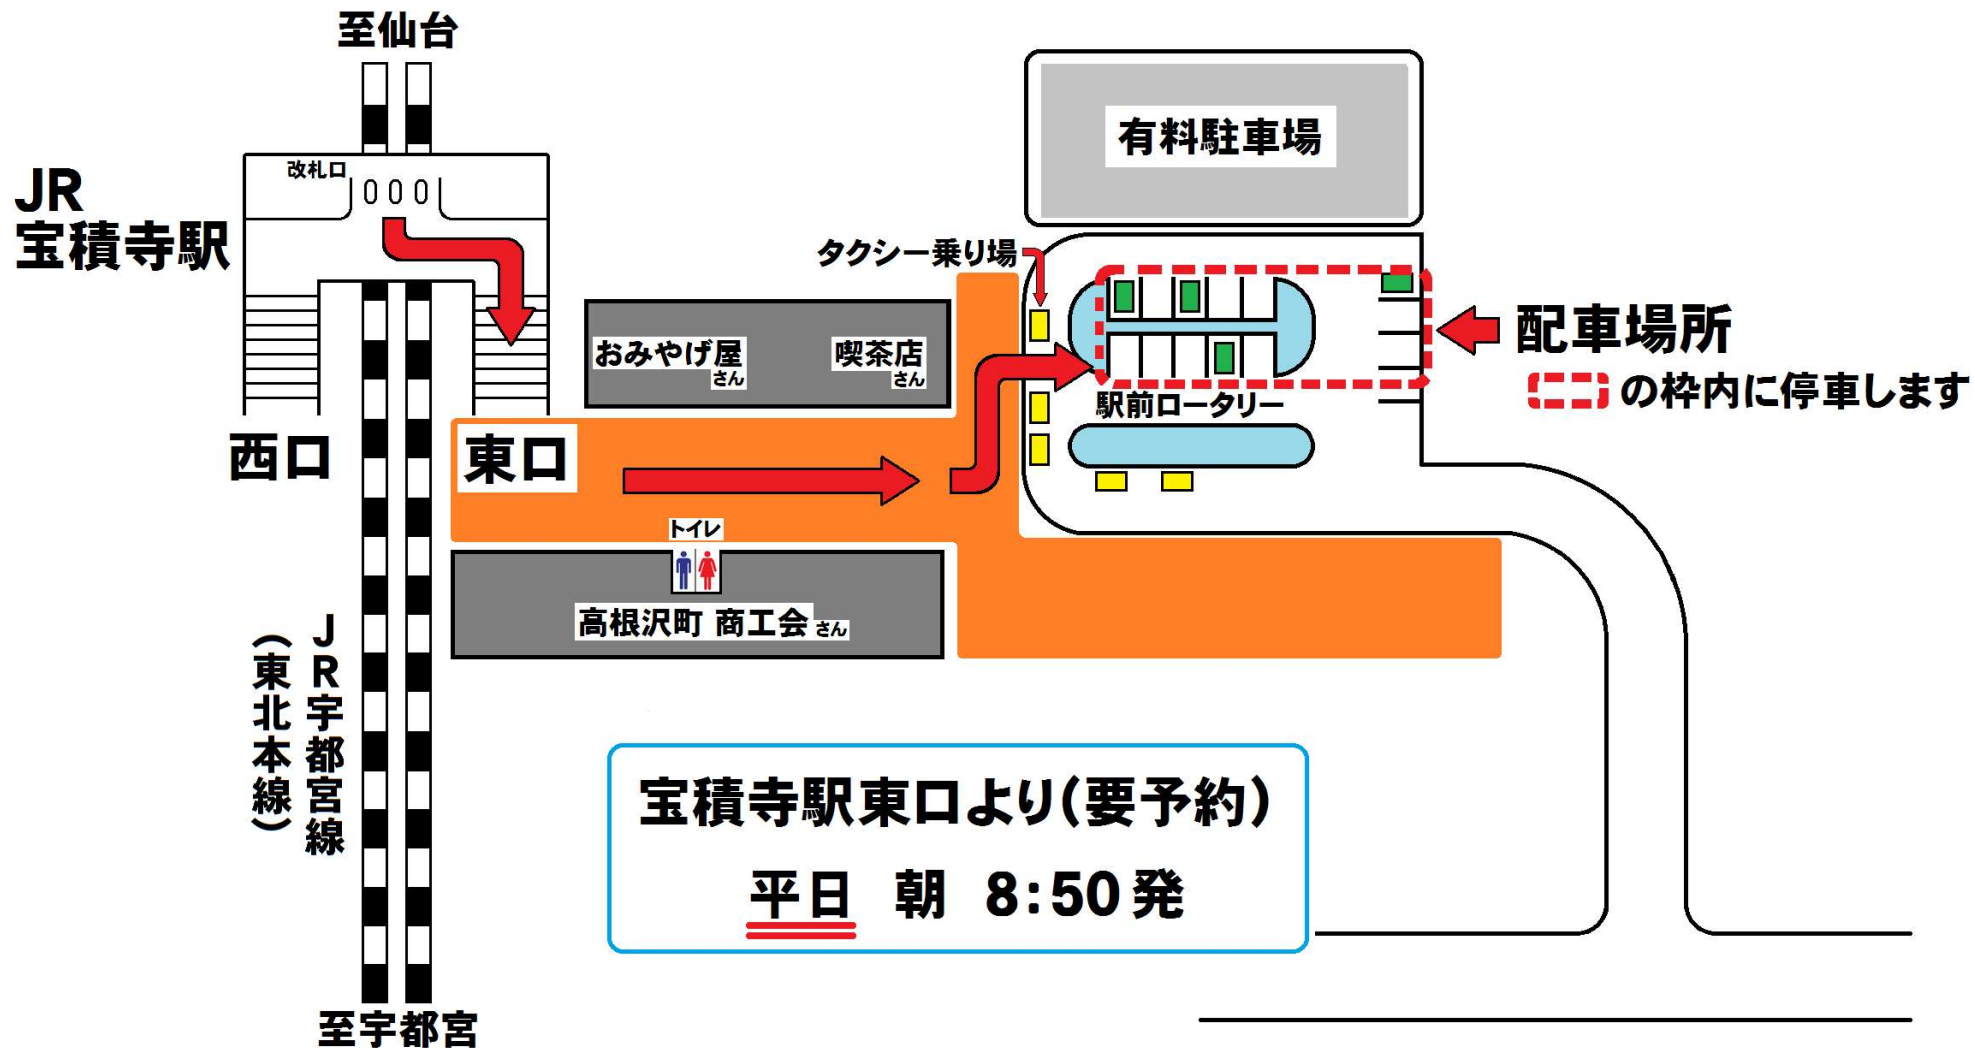 至仙台
改札口
JR
宝積寺駅
有料駐車場
タクシー乗り場
おみやげ屋
さん
喫茶店
さん
配車場所
の枠内に停車します
駅前ロータリー
西口
東口
トイレ
高根沢町 商工会さん
JR宇都宮線
(東北本線)
宝積寺駅東口より(要予約)
平日 朝 8:50発
至宇都宮